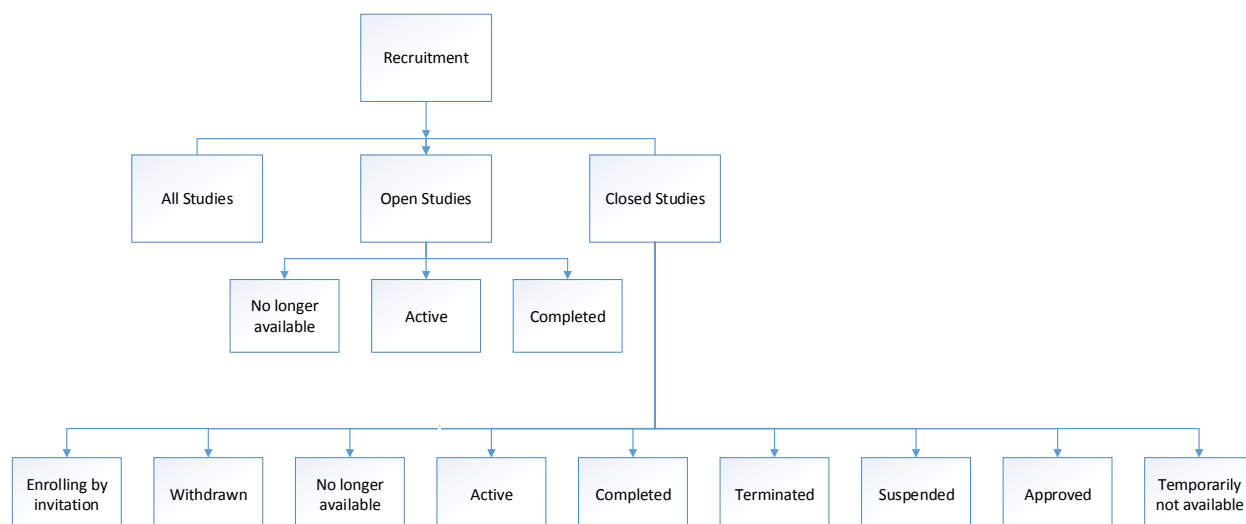 Recruitment
All Studies
Open Studies
Closed Studies
No longer
available
Active
Completed
Enrolling by
invitation
Withdrawn
No longer
available
Active
Completed
Terminated
Suspended
Approved
Temporarily
not available